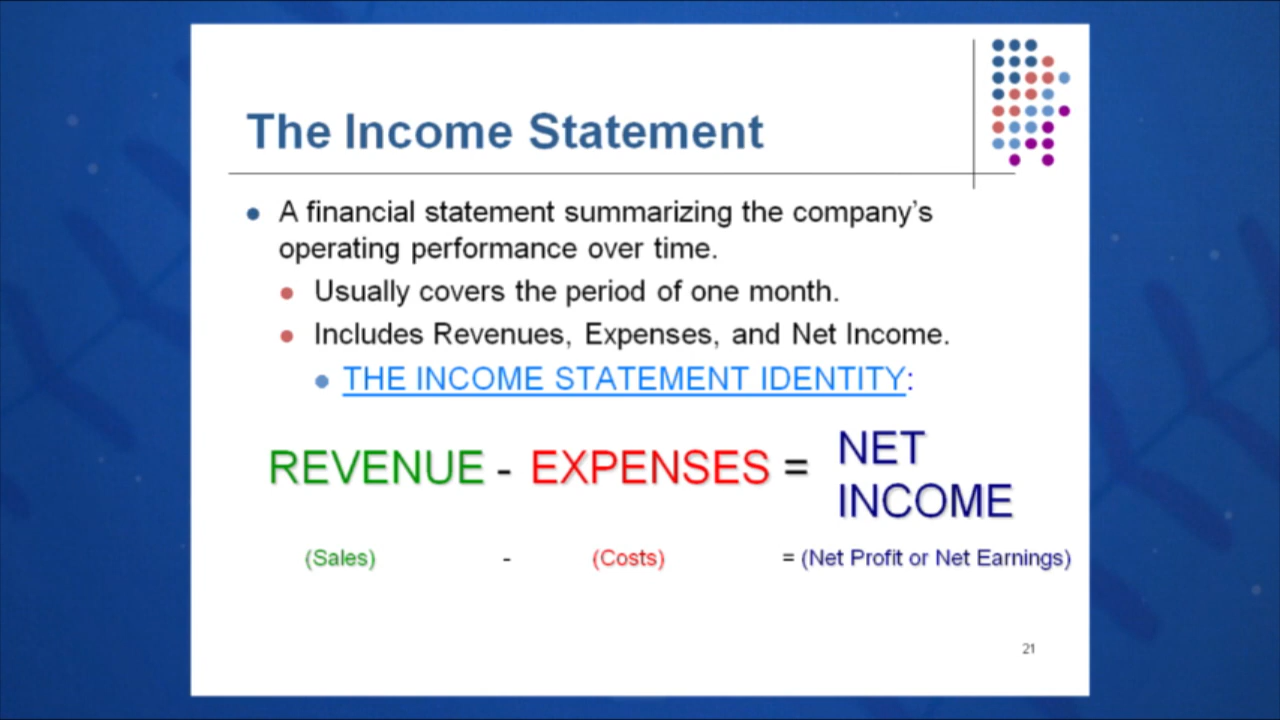 The Income Statement
A financial statement summarizing the company's
operating performance over time.
Usually covers the period of one month.
Includes Revenues, Expenses, and Net Income.
THE INCOME STATEMENT IDENTITY:
REVENUE - EXPENSES = NET
INCOME
(Sales) - (Costs) = (Net Profit or Net Earnings)
21